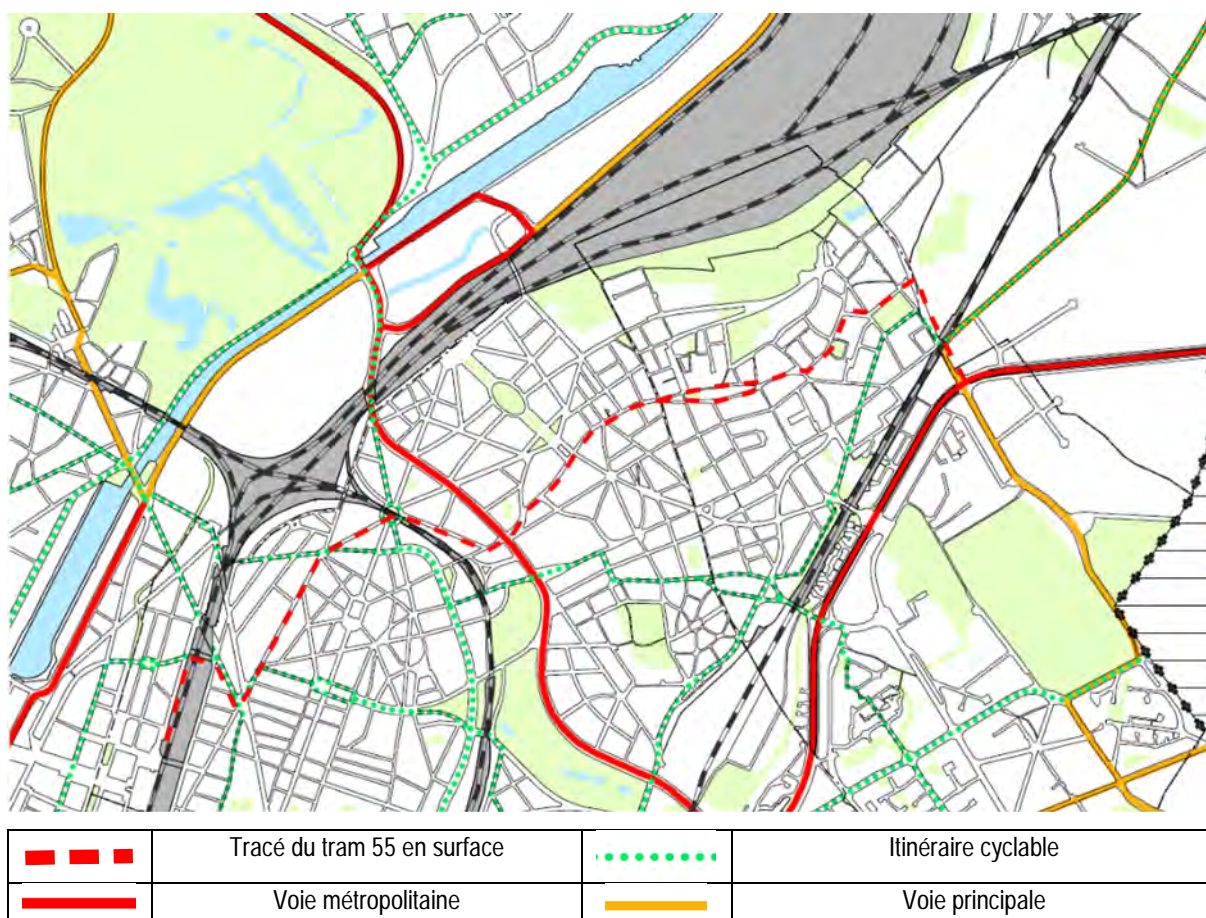 Tracé du tram 55 en surface
Itinéraire cyclable
Voie métropolitaine
Voie principale